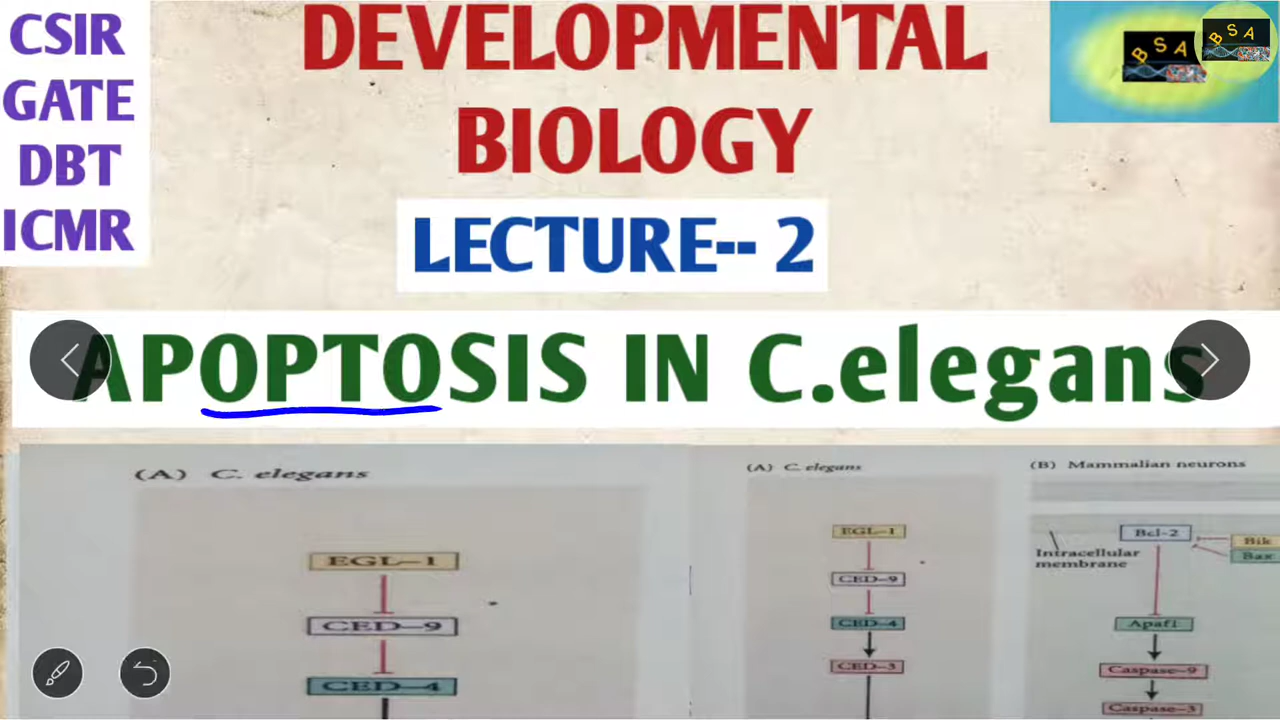 CSIR
GATE
DBT
ICMR
DEVELOPMENTAL
BIOLOGY
LECTURE-- 2
BSA
BSA
APOPTOSIS IN C.elegans
(A) C. elegans
EGL-1
CED-9
CED-4
(A) C. elegans
EGL-1
CED-9
CED-4
CED-3
(B) Mammalian neurons
Bcl-2
Bik
Bax
Intracellular
membrane
Apaf1
Caspase-9
Caspase-3